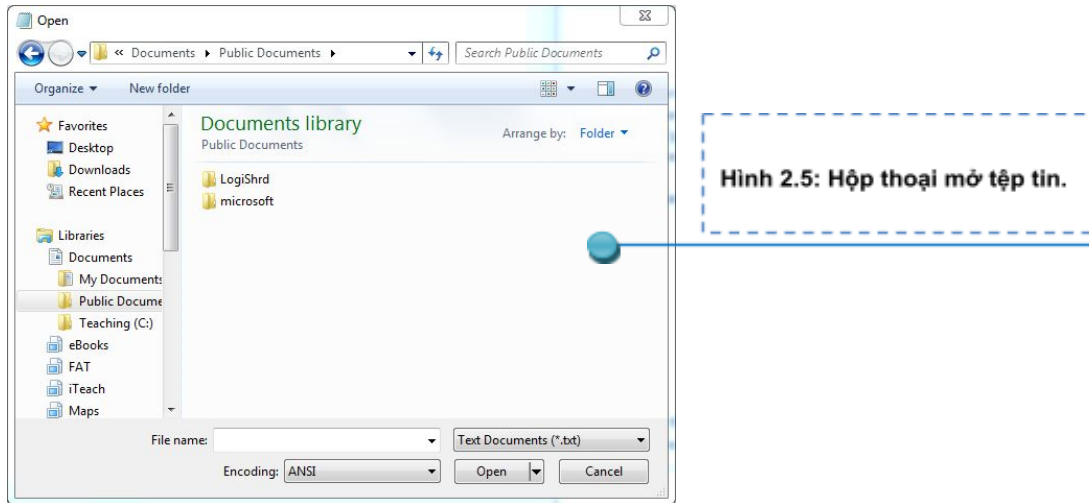 Open
« Documents ▸ Public Documents ▸
Search Public Documents
Organize
New folder
Favorites
Desktop
Downloads
Recent Places
Libraries
Documents
My Documents
Public Docume
Teaching (C:)
eBooks
FAT
iTeach
Maps
Documents library
Public Documents
Arrange by: Folder
LogiShrd
microsoft
File name:
Text Documents (*.txt)
Encoding: ANSI
Open
Cancel
Hình 2.5: Hộp thoại mở tệp tin.